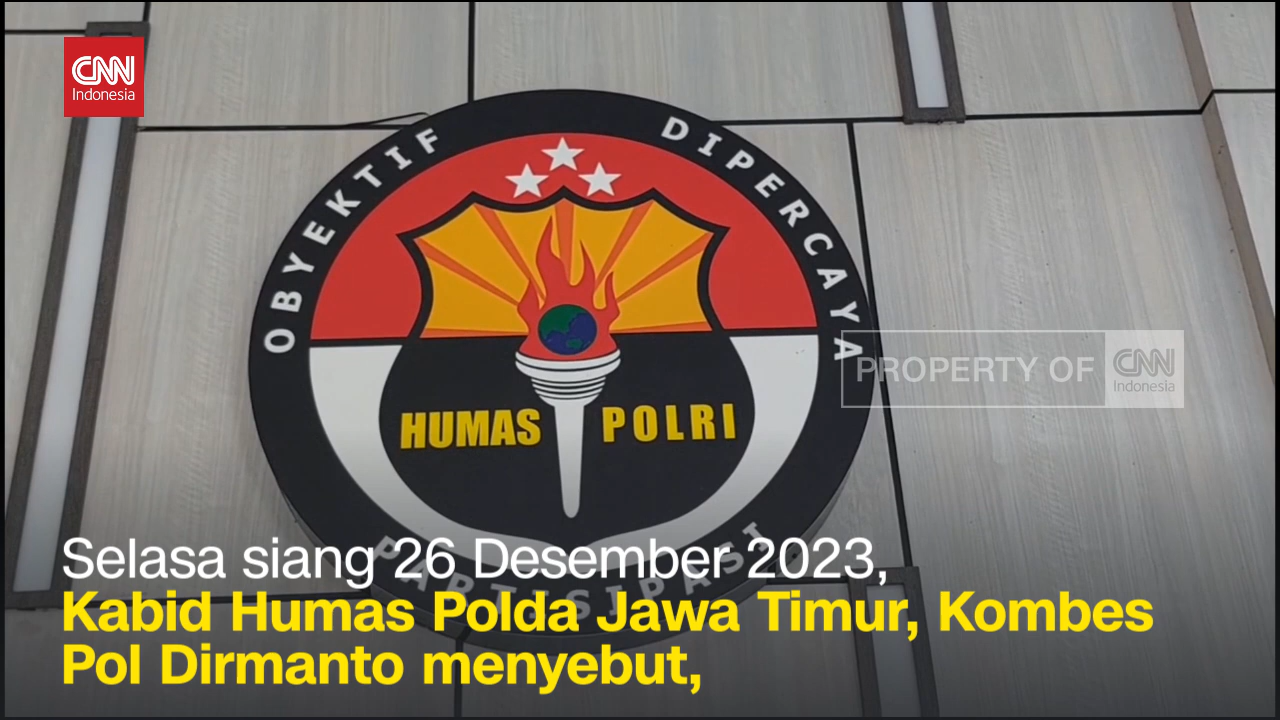 CNN
Indonesia
OBYEKTIF DIPERCAYA
PROPERTY OF CNN
Indonesia
HUMAS POLRI
PARTISIPASI
Selasa siang 26 Desember 2023,
Kabid Humas Polda Jawa Timur, Kombes
Pol Dirmanto menyebut,